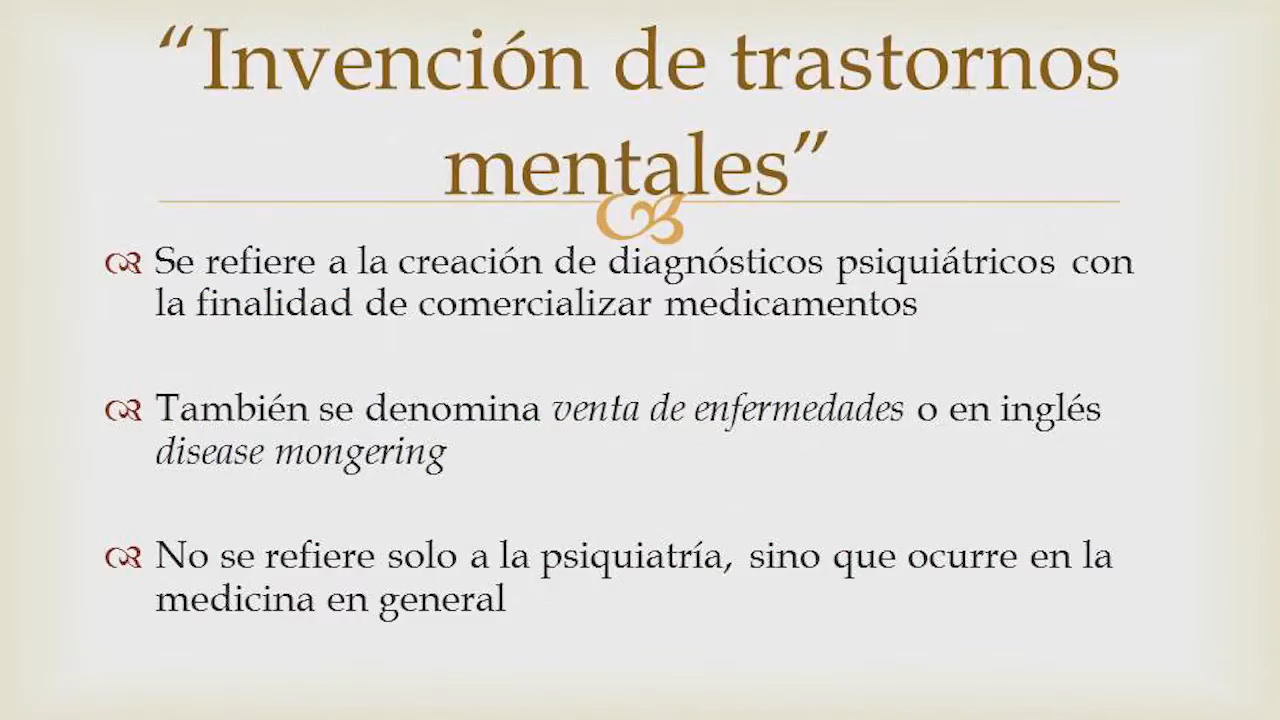 “Invención de trastornos
mentales”
Se refiere a la creación de diagnósticos psiquiátricos con
la finalidad de comercializar medicamentos
También se denomina venta de enfermedades o en inglés
disease mongering
No se refiere solo a la psiquiatría, sino que ocurre en la
medicina en general